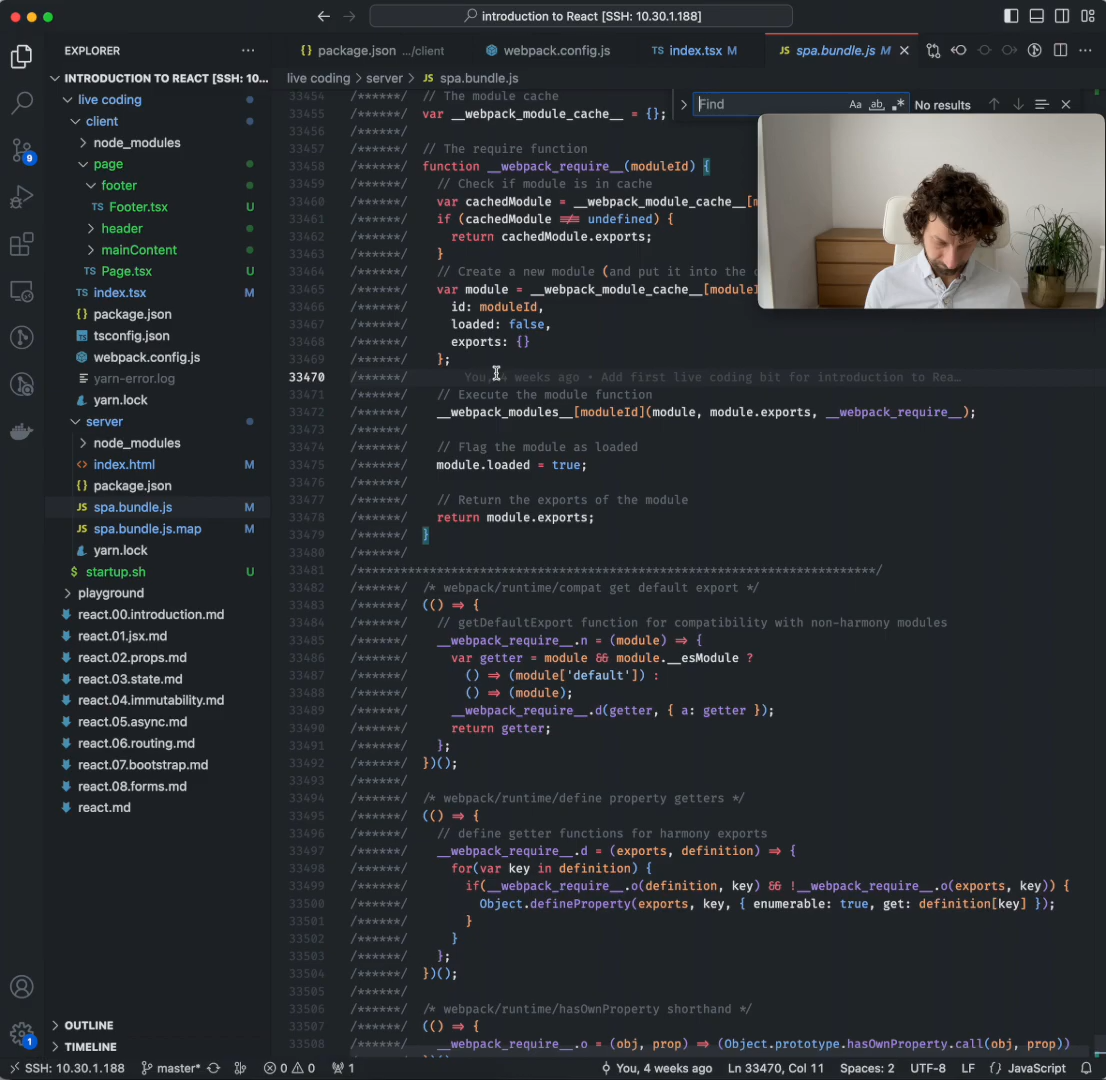 introduction to React [SSH: 10.30.1.188]
EXPLORER
package.json .../client
webpack.config.js
TS index.tsx M
JS spa.bundle.js M
INTRODUCTION TO REACT [SSH: 10...
live coding > server > JS spa.bundle.js
live coding
client
node_modules
page
footer
TS Footer.tsx U
header
mainContent
TS Page.tsx U
TS index.tsx M
{} package.json
tsconfig.json
webpack.config.js
yarn-error.log
yarn.lock
server
node_modules
<> index.html M
{} package.json
JS spa.bundle.js M
JS spa.bundle.js.map M
yarn.lock
$ startup.sh U
playground
react.00.introduction.md
react.01.jsx.md
react.02.props.md
react.03.state.md
react.04.immutability.md
react.05.async.md
react.06.routing.md
react.07.bootstrap.md
react.08.forms.md
react.md
OUTLINE
TIMELINE
9
1
Find
Aa ab .*
No results
33454 /******/ // The module cache
33455 /******/ var __webpack_module_cache__ = {};
33456 /******/
33457 /******/ // The require function
33458 /******/ function __webpack_require__(moduleId) {
33459 /******/ // Check if module is in cache
33460 /******/ var cachedModule = __webpack_module_cache__[m
33461 /******/ if (cachedModule !== undefined) {
33462 /******/ return cachedModule.exports;
33463 /******/ }
33464 /******/ // Create a new module (and put it into the c
33465 /******/ var module = __webpack_module_cache__[moduleI
33466 /******/ id: moduleId,
33467 /******/ loaded: false,
33468 /******/ exports: {}
33469 /******/ };
33470 /******/ You, 4 weeks ago • Add first live coding bit for introduction to Rea…
33471 /******/ // Execute the module function
33472 /******/ __webpack_modules__[moduleId](module, module.exports, __webpack_require__);
33473 /******/
33474 /******/ // Flag the module as loaded
33475 /******/ module.loaded = true;
33476 /******/
33477 /******/ // Return the exports of the module
33478 /******/ return module.exports;
33479 /******/ }
33480 /******/
33481 /************************************************************************/
33482 /******/ /* webpack/runtime/compat get default export */
33483 /******/ (() => {
33484 /******/ // getDefaultExport function for compatibility with non-harmony modules
33485 /******/ __webpack_require__.n = (module) => {
33486 /******/ var getter = module && module.__esModule ?
33487 /******/ () => (module['default']) :
33488 /******/ () => (module);
33489 /******/ __webpack_require__.d(getter, { a: getter });
33490 /******/ return getter;
33491 /******/ };
33492 /******/ })();
33493 /******/
33494 /******/ /* webpack/runtime/define property getters */
33495 /******/ (() => {
33496 /******/ // define getter functions for harmony exports
33497 /******/ __webpack_require__.d = (exports, definition) => {
33498 /******/ for(var key in definition) {
33499 /******/ if(__webpack_require__.o(definition, key) && !__webpack_require__.o(exports, key)) {
33500 /******/ Object.defineProperty(exports, key, { enumerable: true, get: definition[key] });
33501 /******/ }
33502 /******/ }
33503 /******/ };
33504 /******/ })();
33505 /******/
33506 /******/ /* webpack/runtime/hasOwnProperty shorthand */
33507 /******/ (() => {
33508 /******/ __webpack_require__.o = (obj, prop) => (Object.prototype.hasOwnProperty.call(obj, prop))
SSH: 10.30.1.188 master* 0 0 1 You, 4 weeks ago Ln 33470, Col 11 Spaces: 2 UTF-8 LF {} JavaScript